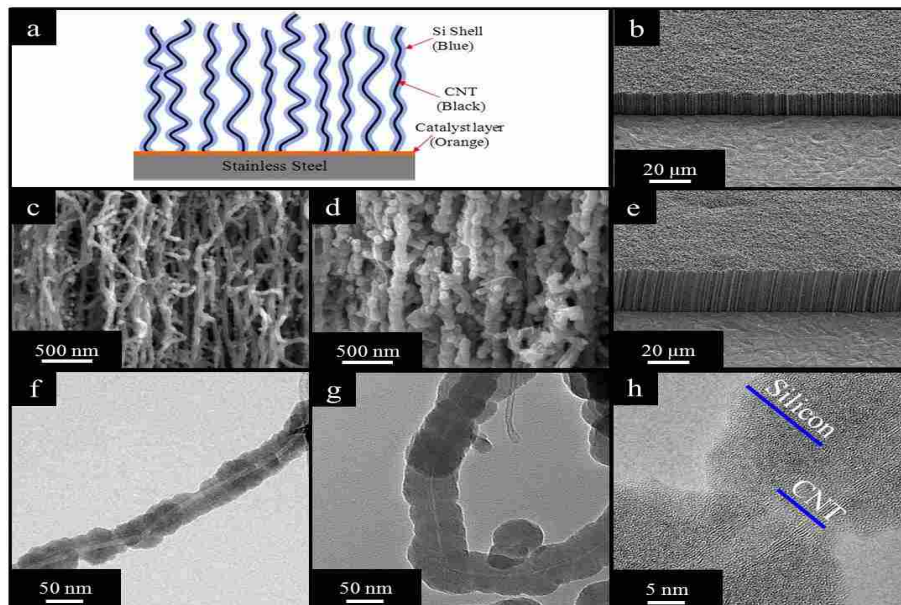 a
Si Shell
(Blue)
CNT
(Black)
Catalyst layer
(Orange)
Stainless Steel
b
20 μm
c
500 nm
d
500 nm
e
20 μm
f
50 nm
g
50 nm
h
Silicon
CNT
5 nm